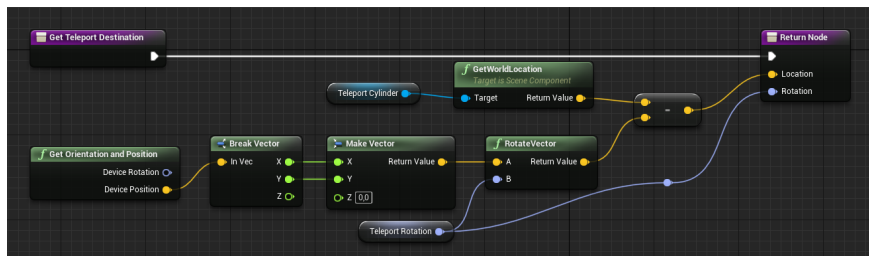 Get Teleport Destination
Return Node
Location
Rotation
f GetWorldLocation
Target is Scene Component
Target
Return Value
Teleport Cylinder
-
f Get Orientation and Position
Device Rotation
Device Position
Break Vector
In Vec
X
Y
Z
Make Vector
X
Return Value
Y
Z 0,0
f RotateVector
A
Return Value
B
Teleport Rotation